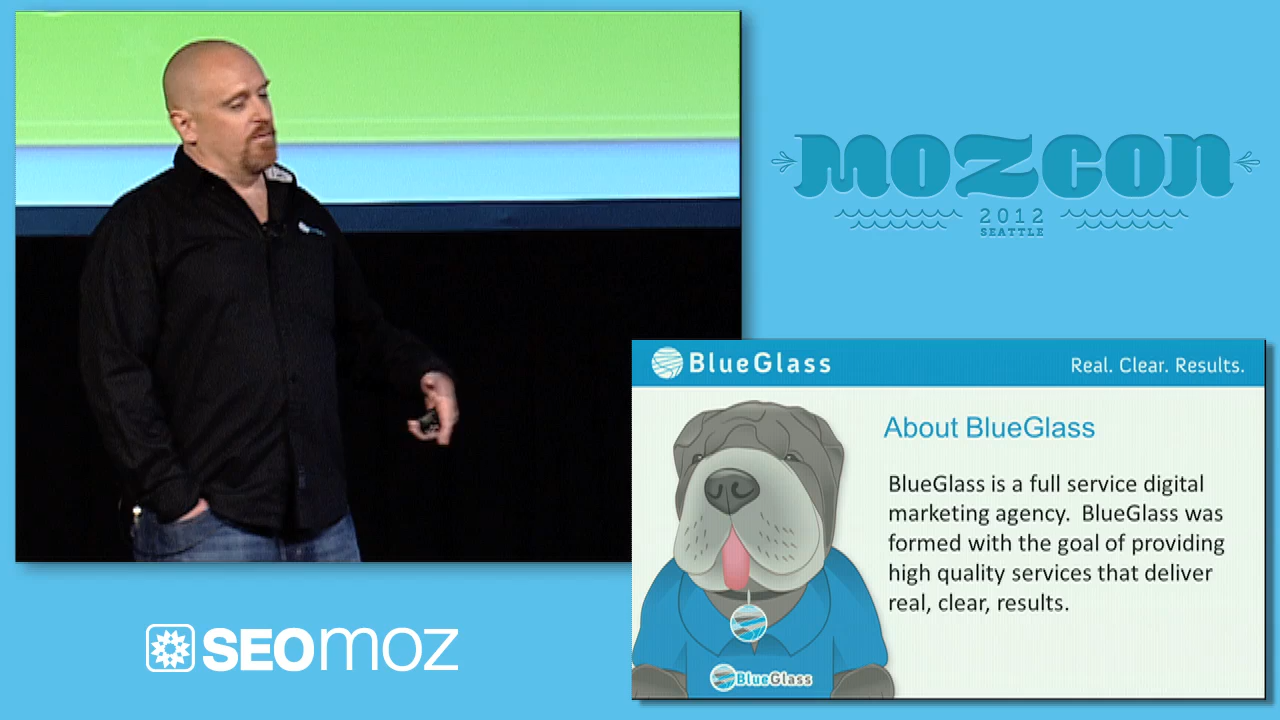 MOZCON
2012
SEATTLE
BlueGlass
Real. Clear. Results.
About BlueGlass
BlueGlass is a full service digital
marketing agency.  BlueGlass was
formed with the goal of providing
high quality services that deliver
real, clear, results.
BlueGlass
SEOMOZ